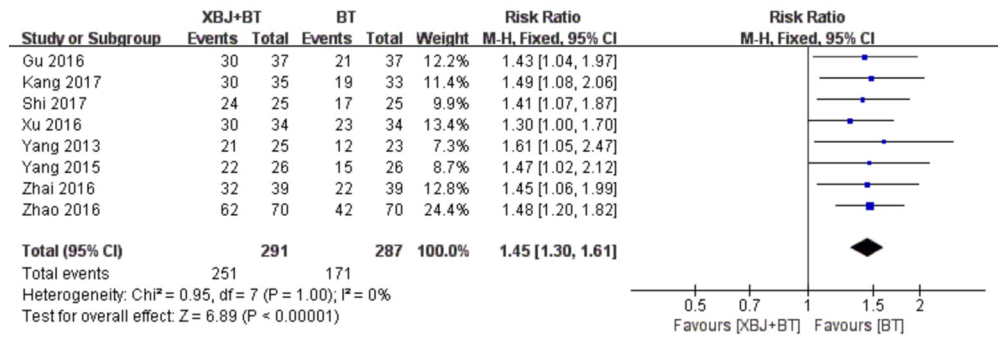 XBJ+BT BT Risk Ratio Risk Ratio
Study or Subgroup Events Total Events Total Weight M-H, Fixed, 95% CI M-H, Fixed, 95% CI
Gu 2016 30 37 21 37 12.2% 1.43 [1.04, 1.97]
Kang 2017 30 35 19 33 11.4% 1.49 [1.08, 2.06]
Shi 2017 24 25 17 25 9.9% 1.41 [1.07, 1.87]
Xu 2016 30 34 23 34 13.4% 1.30 [1.00, 1.70]
Yang 2013 21 25 12 23 7.3% 1.61 [1.05, 2.47]
Yang 2015 22 26 15 26 8.7% 1.47 [1.02, 2.12]
Zhai 2016 32 39 22 39 12.8% 1.45 [1.06, 1.99]
Zhao 2016 62 70 42 70 24.4% 1.48 [1.20, 1.82]
Total (95% CI) 291 287 100.0% 1.45 [1.30, 1.61]
Total events 251 171
Heterogeneity: Chi² = 0.95, df = 7 (P = 1.00); I² = 0%
Test for overall effect: Z = 6.89 (P < 0.00001)
0.5 0.7 1 1.5 2
Favours [XBJ+BT] Favours [BT]